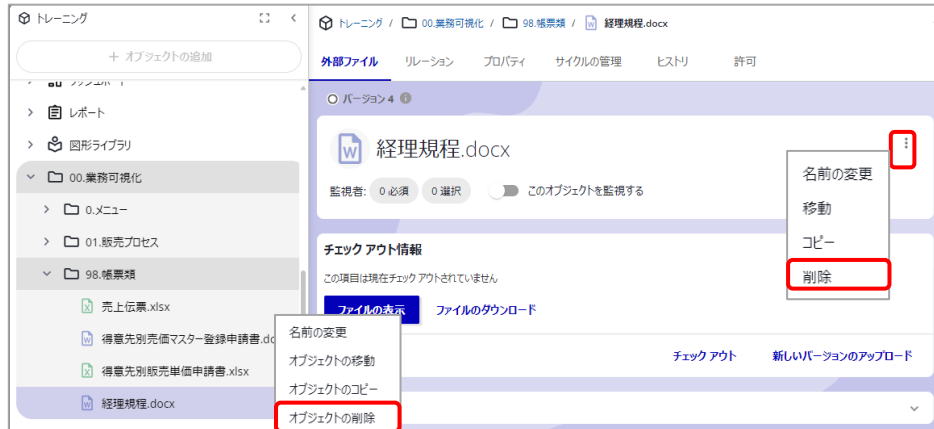 トレーニング
トレーニング / 00.業務可視化 / 98.帳票類 / 経理規程.docx
+ オブジェクトの追加
外部ファイル リレーション プロパティ サイクルの管理 ヒストリ 許可
バージョン 4
レポート
図形ライブラリ
00.業務可視化
0.メニュー
01.販売プロセス
98.帳票類
売上伝票.xlsx
得意先別売価マスター登録申請書.do
得意先別販売単価申請書.xlsx
経理規程.docx
名前の変更
オブジェクトの移動
オブジェクトのコピー
オブジェクトの削除
経理規程.docx
監視者: 0 必須 0 選択 このオブジェクトを監視する
名前の変更
移動
コピー
削除
チェック アウト情報
この項目は現在チェック アウトされていません
ファイルの表示 ファイルのダウンロード
チェック アウト 新しいバージョンのアップロード